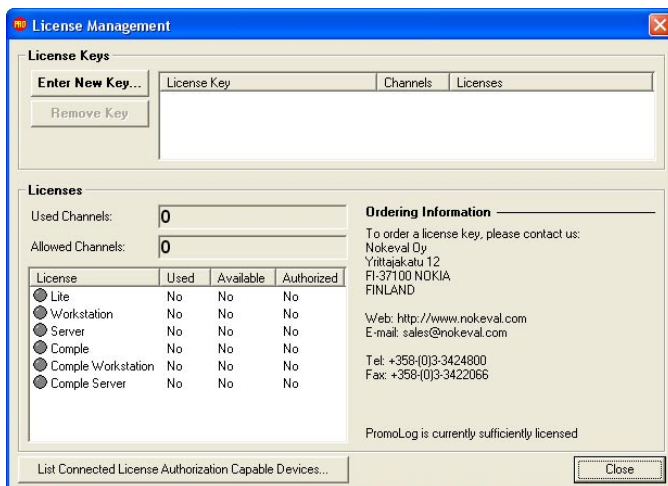 PRO License Management
License Keys
Enter New Key...
Remove Key
License Key Channels Licenses
Licenses
Used Channels: 0
Allowed Channels: 0
License Used Available Authorized
Lite No No No
Workstation No No No
Server No No No
Comple No No No
Comple Workstation No No No
Comple Server No No No
Ordering Information
To order a license key, please contact us:
Nokeval Oy
Yrittajakatu 12
FI-37100 NOKIA
FINLAND
Web: http://www.nokeval.com
E-mail: sales@nokeval.com
Tel: +358-(0)3-3424800
Fax: +358-(0)3-3422066
PromoLog is currently sufficiently licensed
List Connected License Authorization Capable Devices...
Close